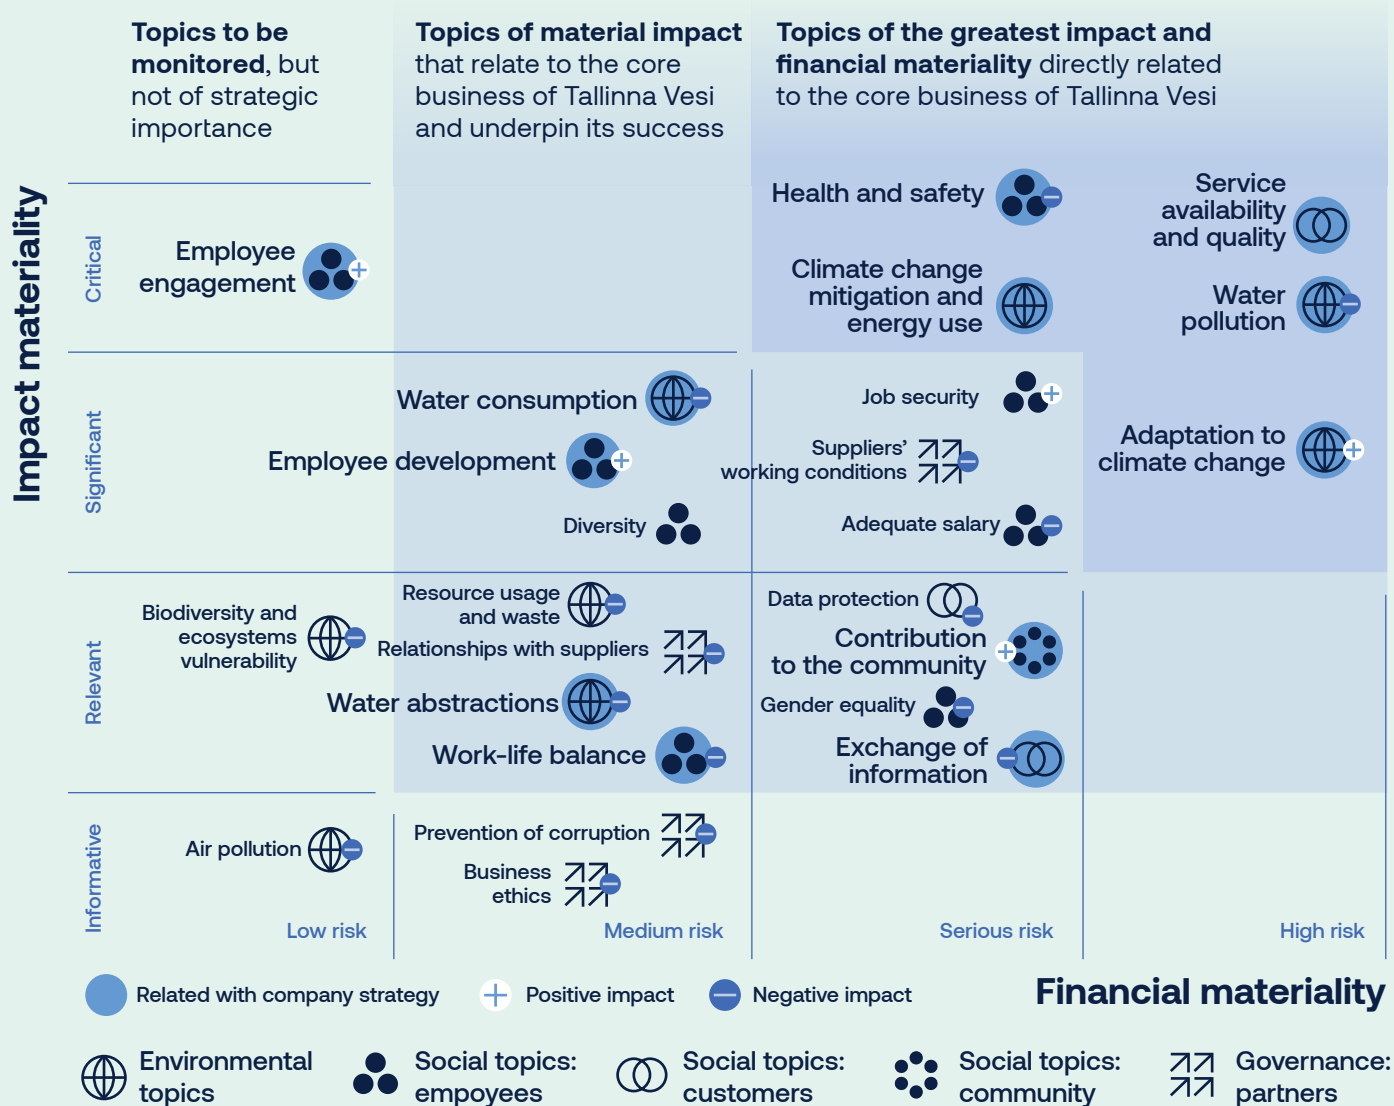 Topics to be
monitored, but
not of strategic
importance
Topics of material impact
that relate to the core
business of Tallinna Vesi
and underpin its success
Topics of the greatest impact and
financial materiality directly related
to the core business of Tallinna Vesi
Impact materiality
Critical
Employee
engagement
Health and safety
Service
availability
and quality
Climate change
mitigation and
energy use
Water
pollution
Significant
Water consumption
Employee development
Diversity
Job security
Suppliers’
working conditions
Adequate salary
Adaptation to
climate change
Relevant
Biodiversity and
ecosystems
vulnerability
Resource usage
and waste
Relationships with suppliers
Water abstractions
Work-life balance
Data protection
Contribution
to the community
Gender equality
Exchange of
information
Informative
Air pollution
Prevention of corruption
Business
ethics
Low risk
Medium risk
Serious risk
High risk
Related with company strategy
Positive impact
Negative impact
Financial materiality
Environmental
topics
Social topics:
empoyees
Social topics:
customers
Social topics:
community
Governance:
partners